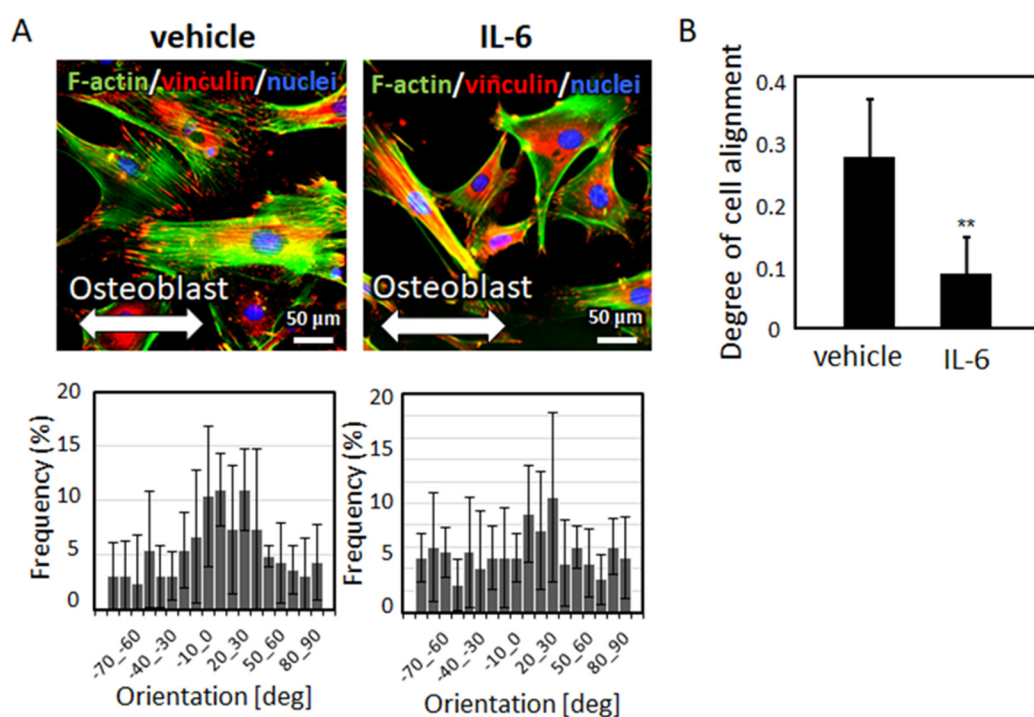 A
vehicle
IL-6
B
F-actin/vinculin/nuclei
F-actin/viñculin/nuclei
Osteoblast
50 μm
Osteoblast
50 μm
Degree of cell alignment
0.4
0.3
0.2
0.1
0
**
vehicle
IL-6
Frequency (%)
20
15
10
5
0
-70_-60
-40_-30
-10_0
20_30
50_60
80_90
Orientation [deg]
Frequency (%)
20
15
10
5
0
-70_-60
-40_-30
-10_0
20_30
50_60
80_90
Orientation [deg]